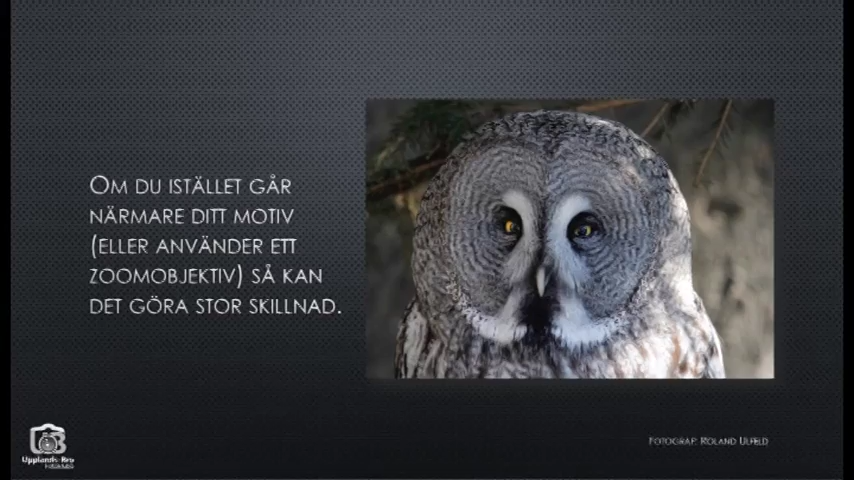 OM DU ISTÄLLET GÅR
NÄRMARE DITT MOTIV
(ELLER ANVÄNDER ETT
ZOOMOBJEKTIV) SÅ KAN
DET GÖRA STOR SKILLNAD.
FOTOGRAF: ROLAND ULFELD
Upplands-Bro